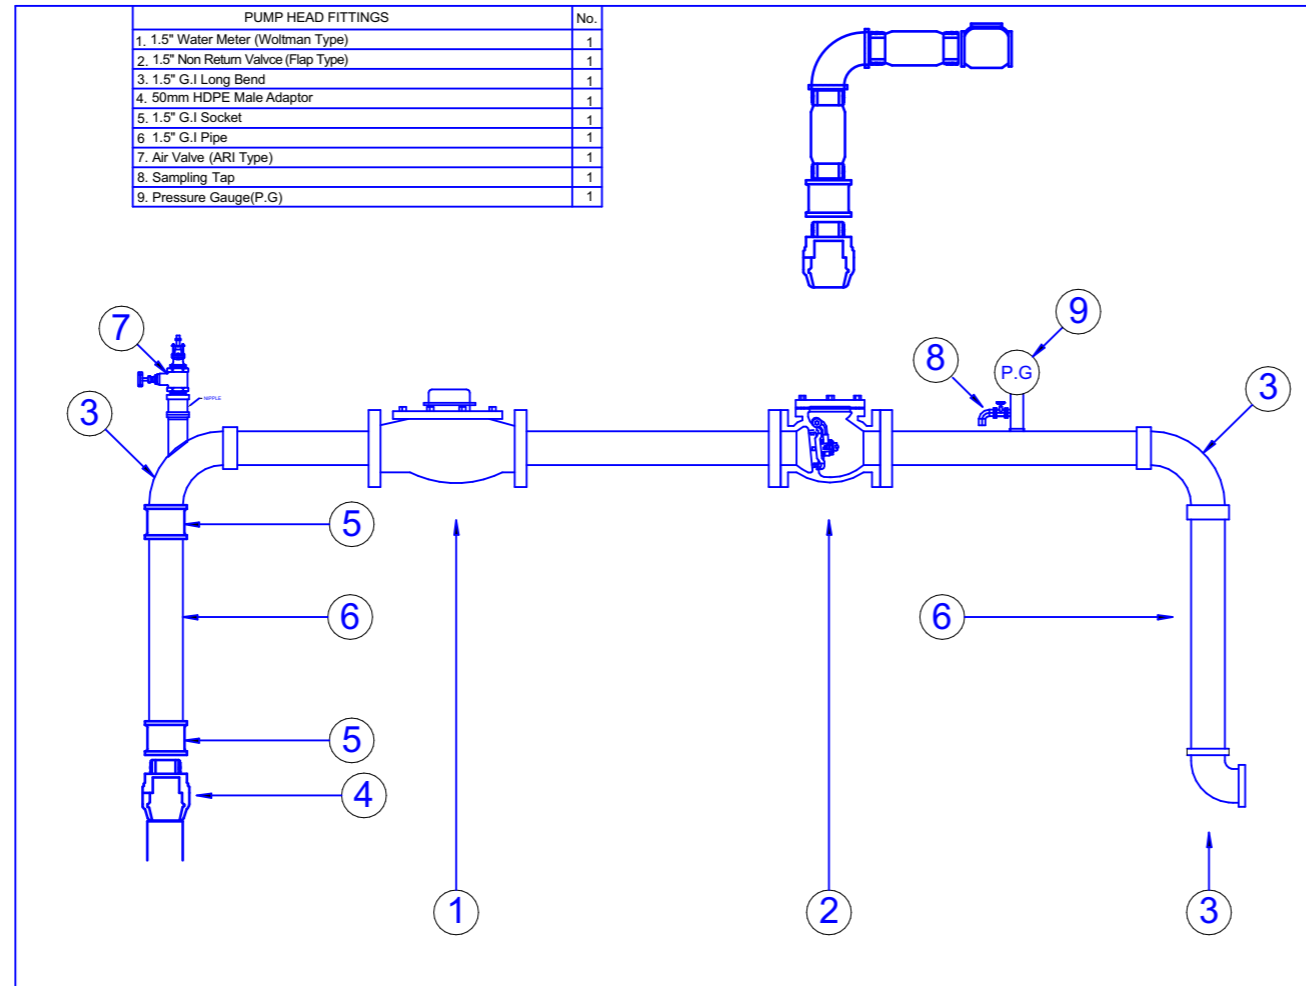 PUMP HEAD FITTINGS No.
1. 1.5" Water Meter (Woltman Type) 1
2. 1.5" Non Return Valvce (Flap Type) 1
3. 1.5" G.I Long Bend 1
4. 50mm HDPE Male Adaptor 1
5. 1.5" G.I Socket 1
6 1.5" G.I Pipe 1
7. Air Valve (ARI Type) 1
8. Sampling Tap 1
9. Pressure Gauge(P.G) 1
9
7
8
P.G
3
NIPPLE
3
5
6
6
5
4
1
2
3